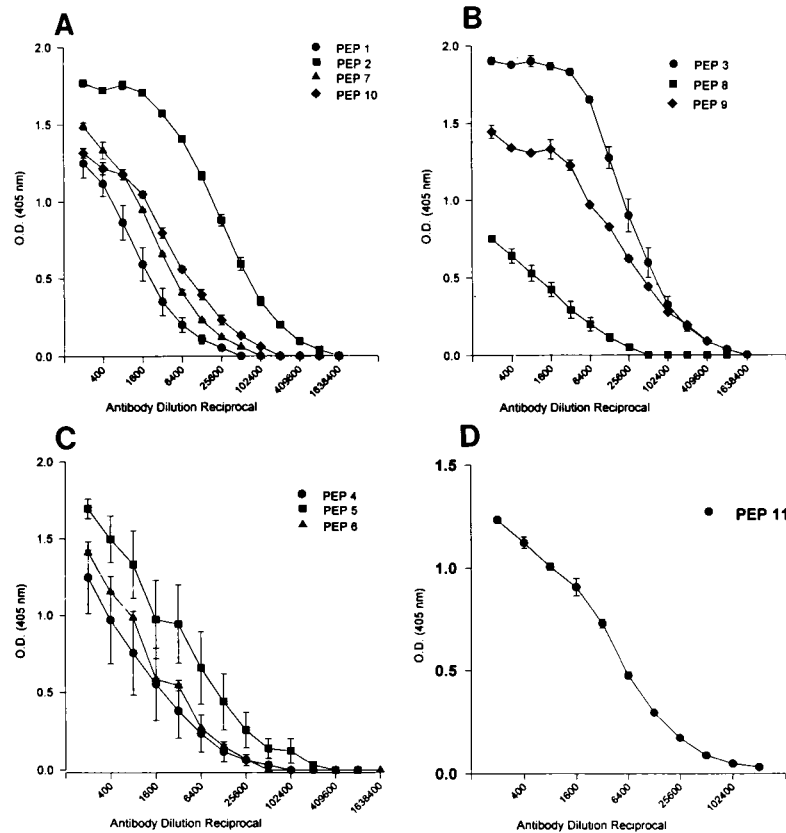 A
PEP 1
PEP 2
PEP 7
PEP 10
2.0
1.5
1.0
0.5
0.0
O.D. (405 nm)
400
1600
6400
25600
102400
409600
1638400
Antibody Dilution Reciprocal
B
PEP 3
PEP 8
PEP 9
2.0
1.5
1.0
0.5
0.0
O.D. (405 nm)
400
1600
6400
25600
102400
409600
1638400
Antibody Dilution Reciprocal
C
PEP 4
PEP 5
PEP 6
2.0
1.5
1.0
0.5
0.0
O.D. (405 nm)
400
1600
6400
25600
102400
409600
1638400
Antibody Dilution Reciprocal
D
PEP 11
1.5
1.0
0.5
0.0
O.D. (405 nm)
400
1600
6400
25600
102400
Antibody Dilution Reciprocal